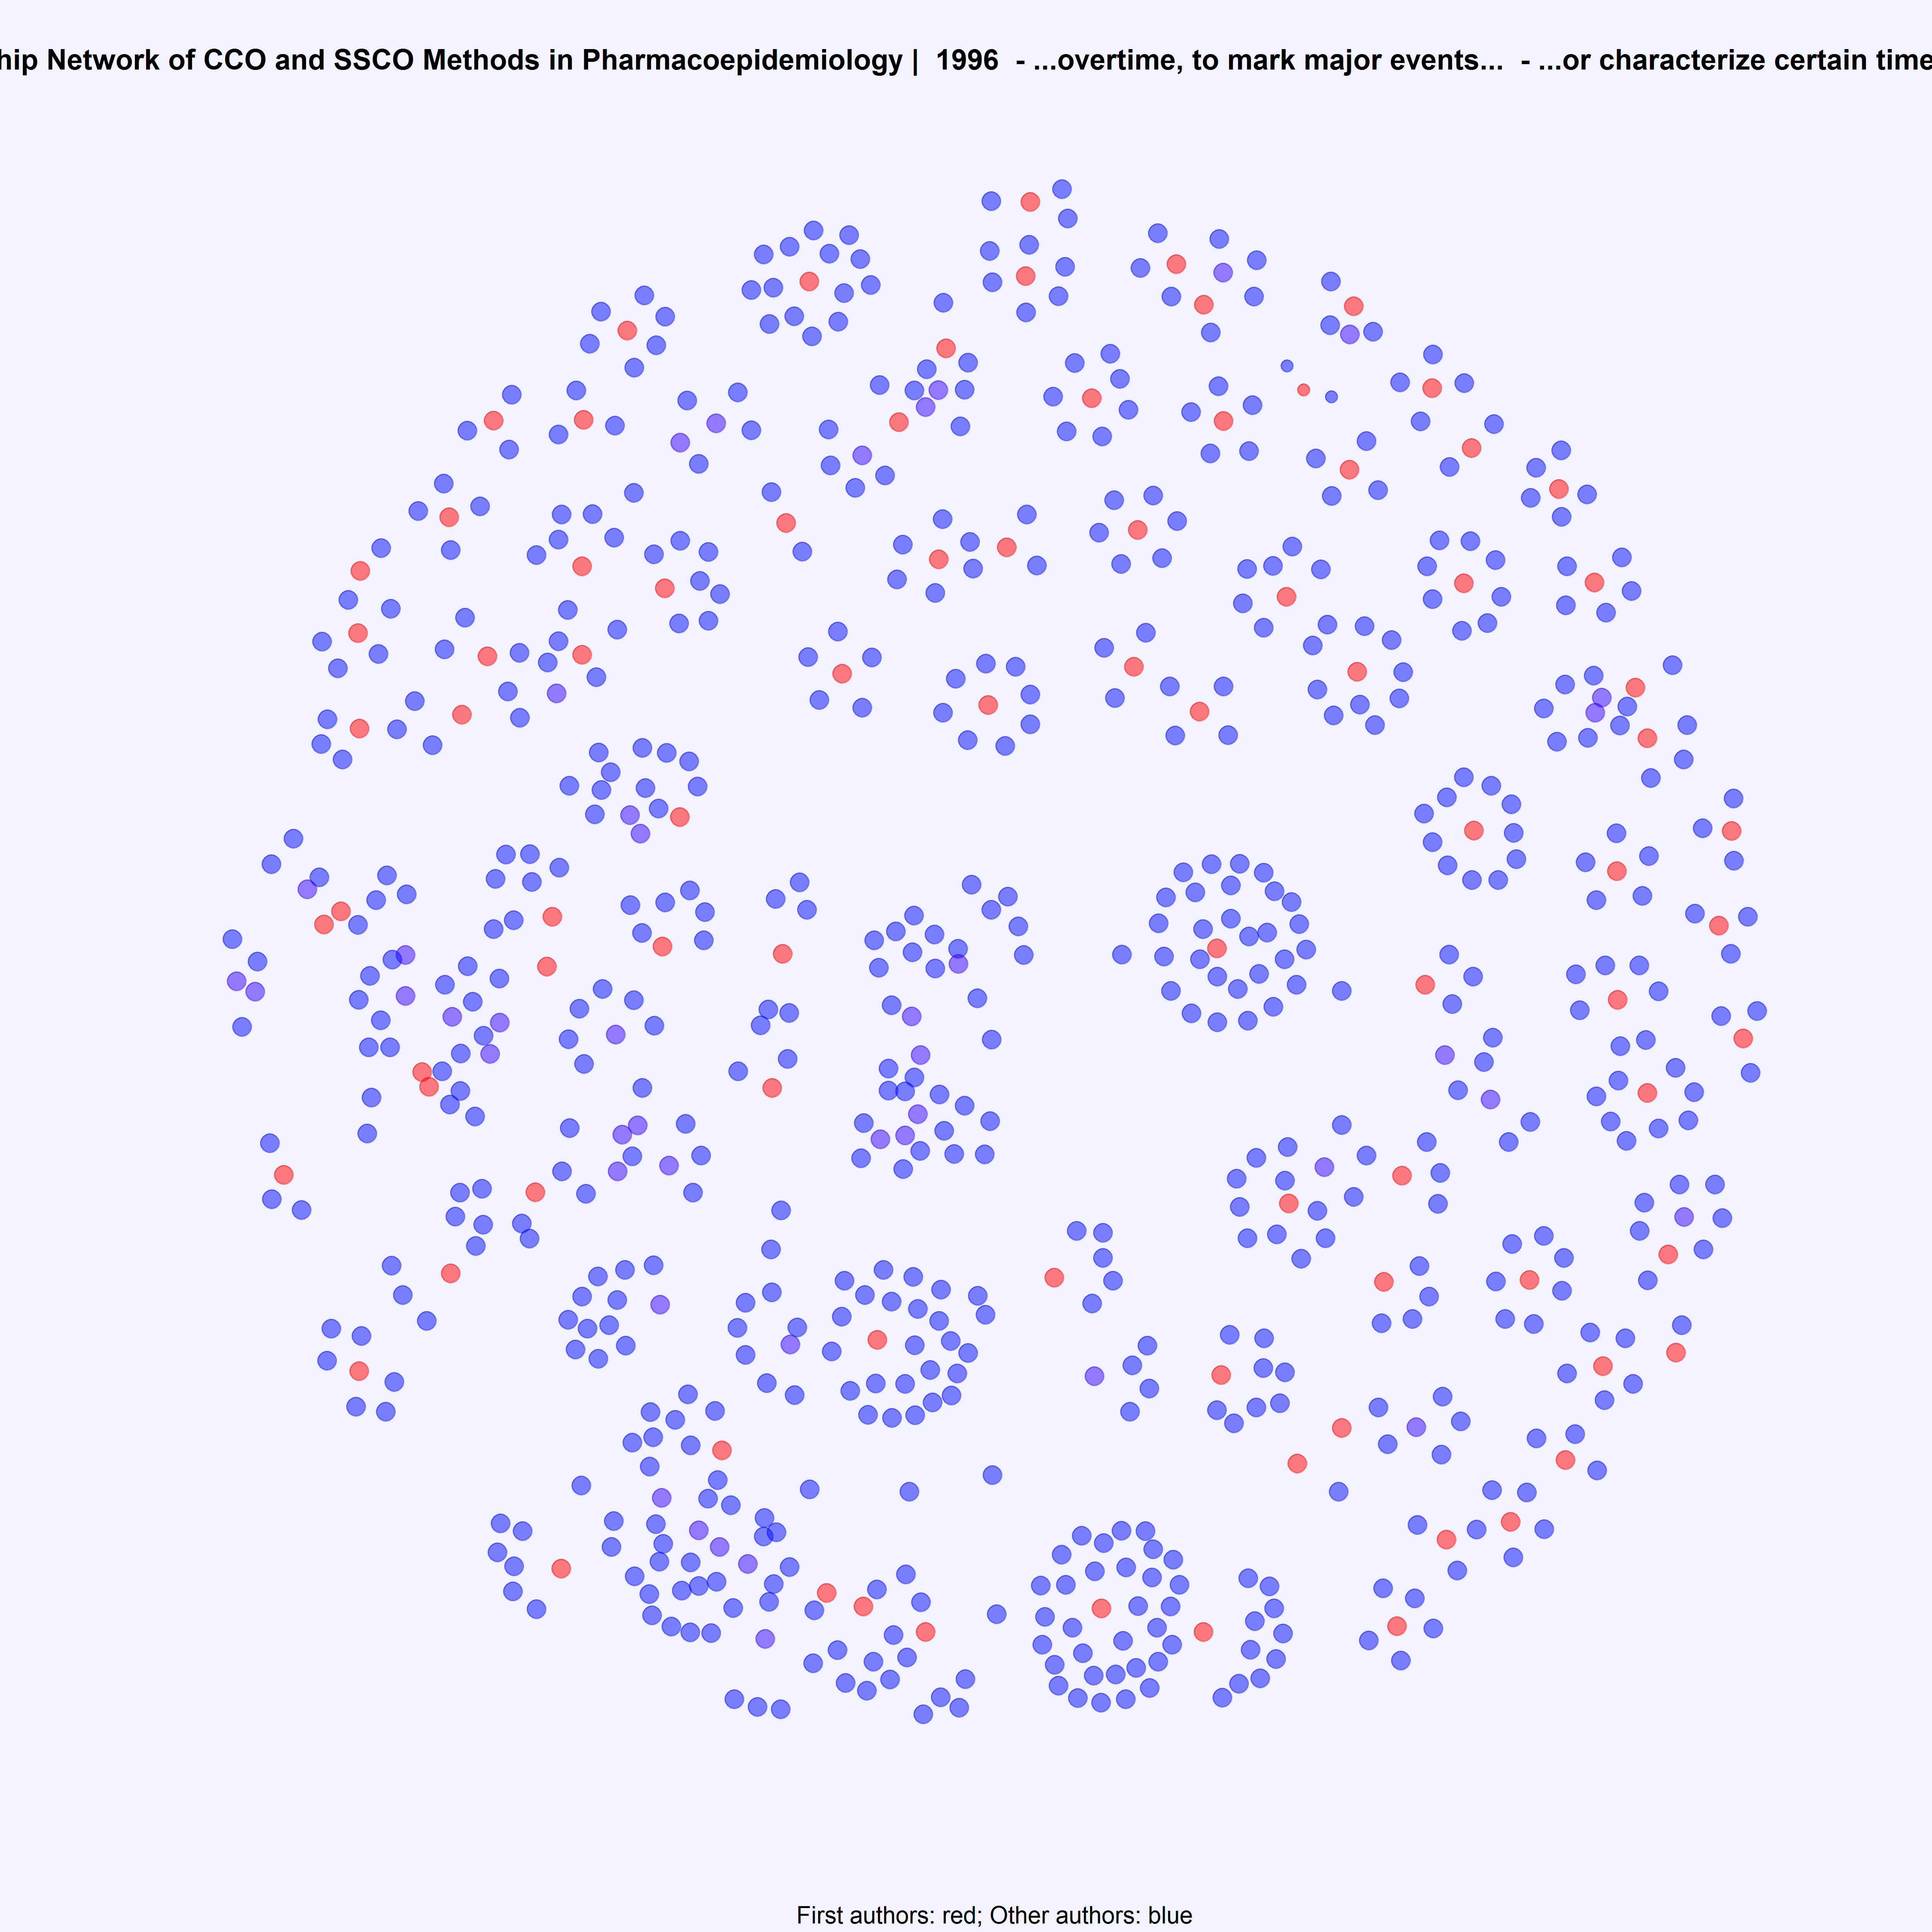 hip Network of CCO and SSCO Methods in Pharmacoepidemiology | 1996 - ...overtime, to mark major events... - ...or characterize certain time
First authors: red; Other authors: blue